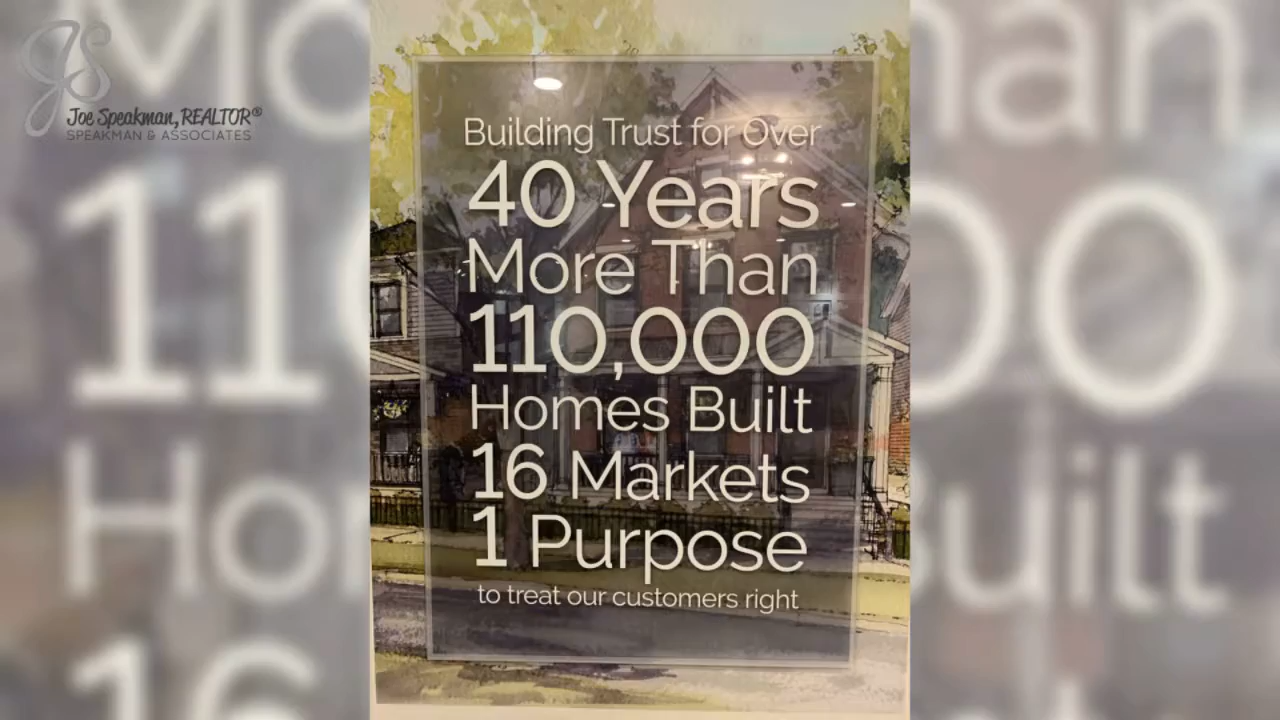 JS
Joe Speakman, REALTOR®
SPEAKMAN & ASSOCIATES
Building Trust for Over
40 Years
More Than
110,000
Homes Built
16 Markets
1 Purpose
to treat our customers right